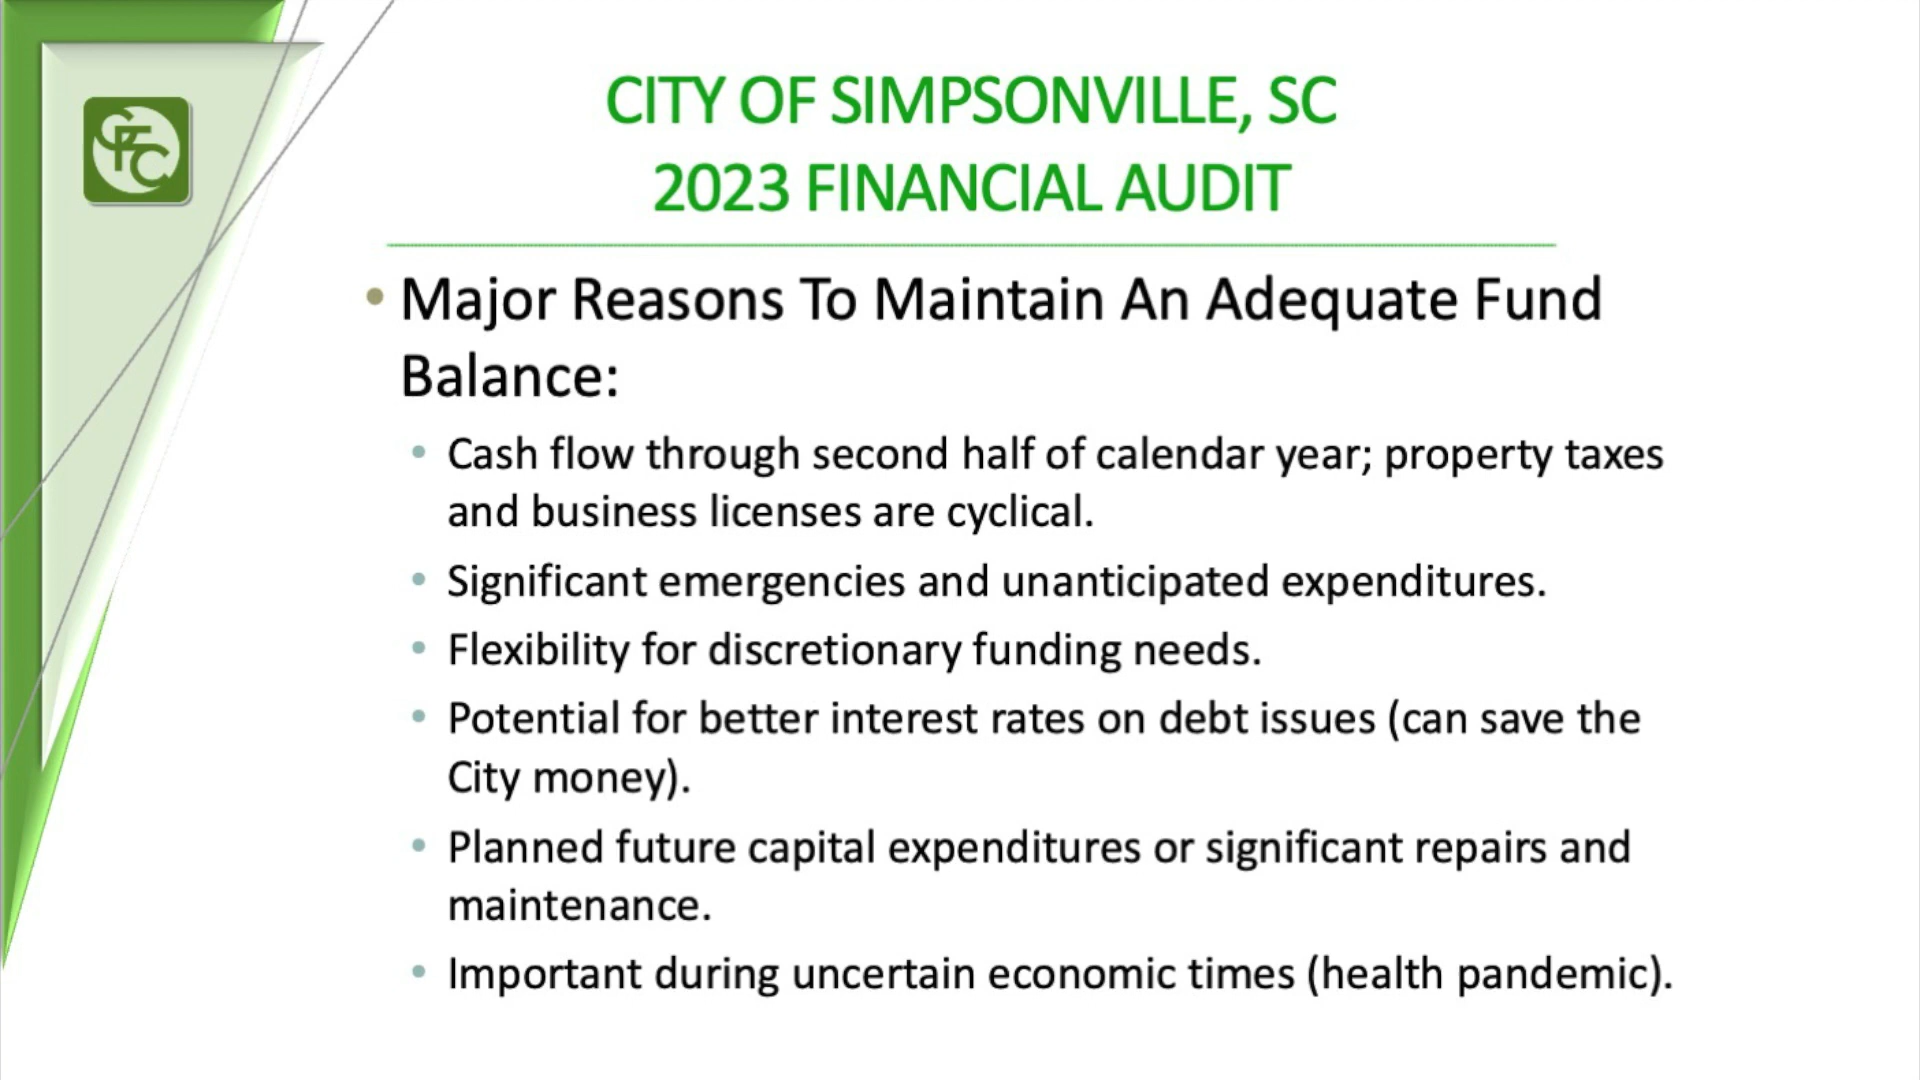 GFC
CITY OF SIMPSONVILLE, SC
2023 FINANCIAL AUDIT
• Major Reasons To Maintain An Adequate Fund
Balance:
• Cash flow through second half of calendar year; property taxes
and business licenses are cyclical.
• Significant emergencies and unanticipated expenditures.
• Flexibility for discretionary funding needs.
• Potential for better interest rates on debt issues (can save the
City money).
• Planned future capital expenditures or significant repairs and
maintenance.
• Important during uncertain economic times (health pandemic).